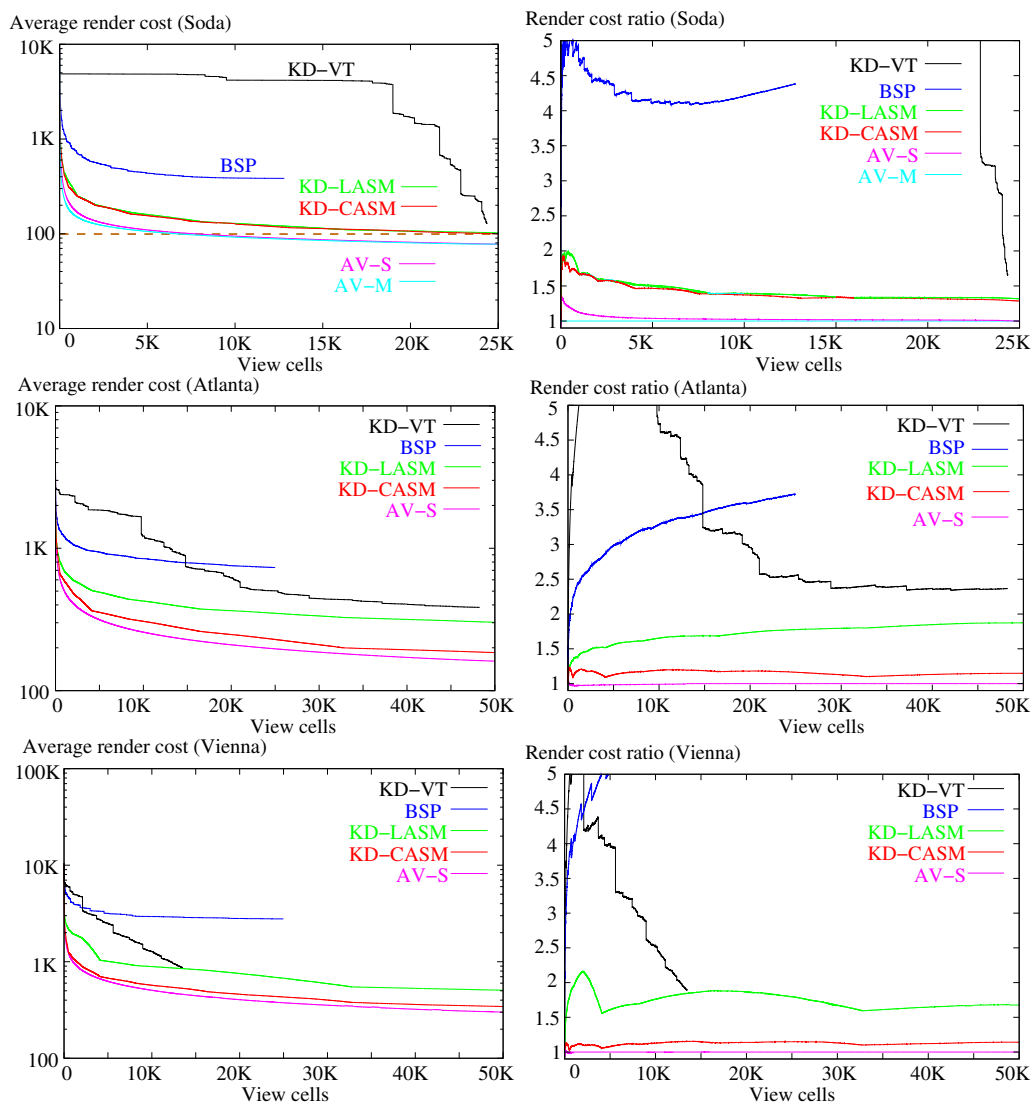 Average render cost (Soda)
10K
1K
100
10
KD−VT
BSP
KD−LASM
KD−CASM
AV−S
AV−M
5K
10K
15K
20K
25K
View cells
Render cost ratio (Soda)
5
4.5
4
3.5
3
2.5
2
1.5
1
KD−VT
BSP
KD−LASM
KD−CASM
AV−S
AV−M
0
5K
10K
15K
20K
25K
View cells
Average render cost (Atlanta)
10K
1K
100
KD−VT
BSP
KD−LASM
KD−CASM
AV−S
0
10K
20K
30K
40K
50K
View cells
Render cost ratio (Atlanta)
5
4.5
4
3.5
3
2.5
2
1.5
1
KD−VT
BSP
KD−LASM
KD−CASM
AV−S
0
10K
20K
30K
40K
50K
View cells
Average render cost (Vienna)
100K
10K
1K
100
KD−VT
BSP
KD−LASM
KD−CASM
AV−S
0
10K
20K
30K
40K
50K
View cells
Render cost ratio (Vienna)
5
4.5
4
3.5
3
2.5
2
1.5
1
KD−VT
BSP
KD−LASM
KD−CASM
AV−S
0
10K
20K
30K
40K
50K
View cells